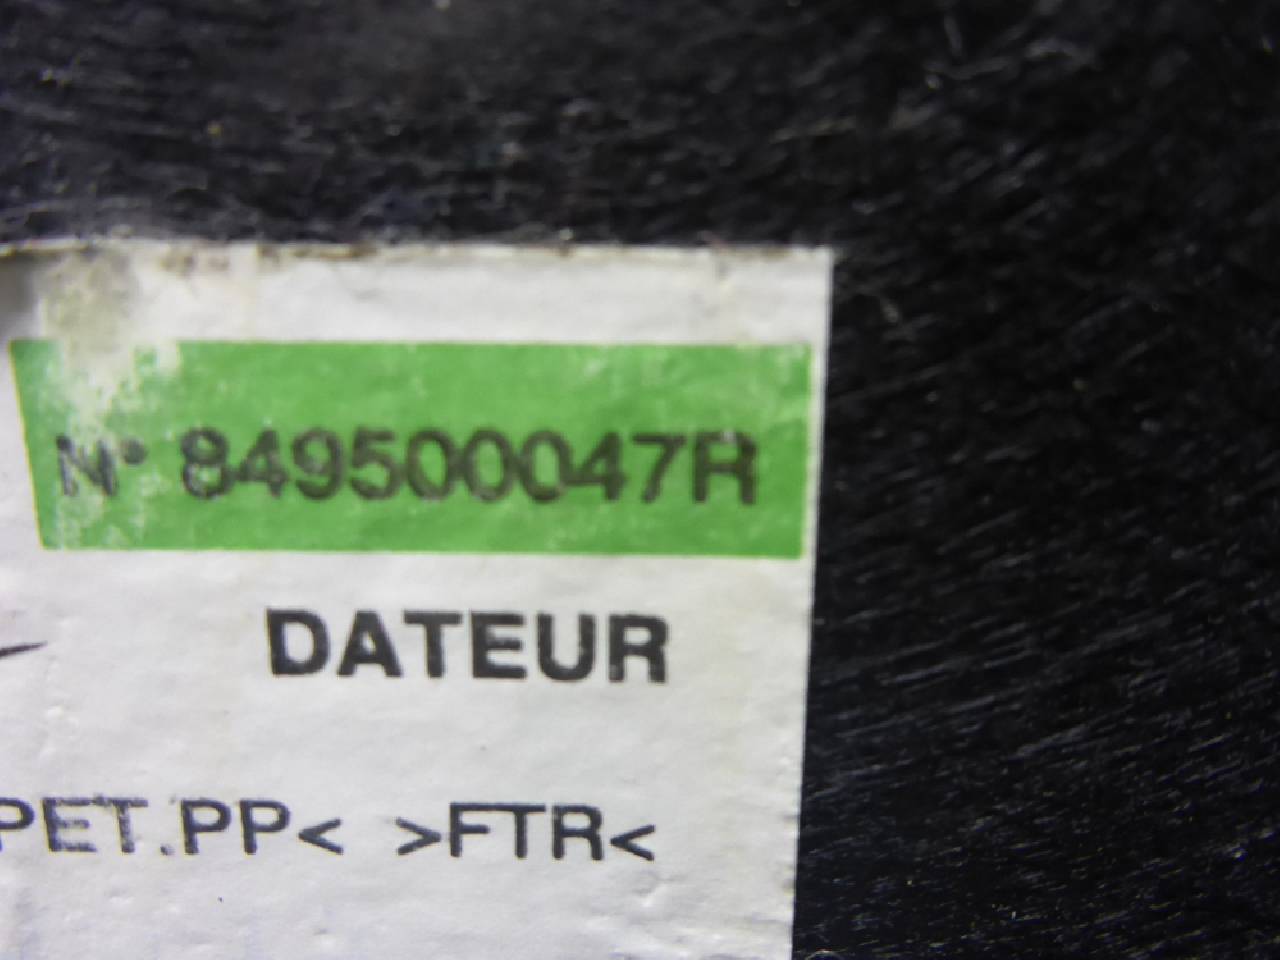 N° 849500047R
DATEUR
PET.PP< >FTR<